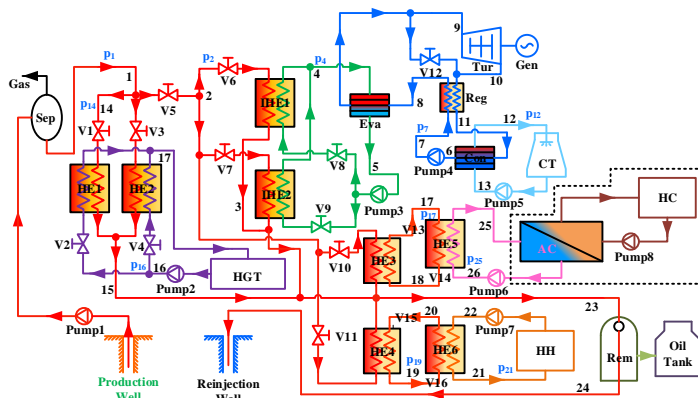 p1
Gas
Sep
1
14
p14
V1
V3
V5
17
HE1
HE2
V2
V4
p16
16
Pump2
HGT
15
Pump1
Production
Well
Reinjection
Well
p2
V6
2
V7
3
IHE1
IHE2
p4
4
V8
V9
5
Pump3
Eva
9
V12
Tur
Gen
10
8
Reg
11
p7
7
Pump4
6
Con
12
p12
CT
13
Pump5
V10
V11
HE3
V13
17
p17
HE5
18
V14
25
p25
26
Pump6
AC
HC
Pump8
V15
HE4
20
HE6
p19
19
V16
22
Pump7
21
p21
HH
23
Rem
24
Oil
Tank